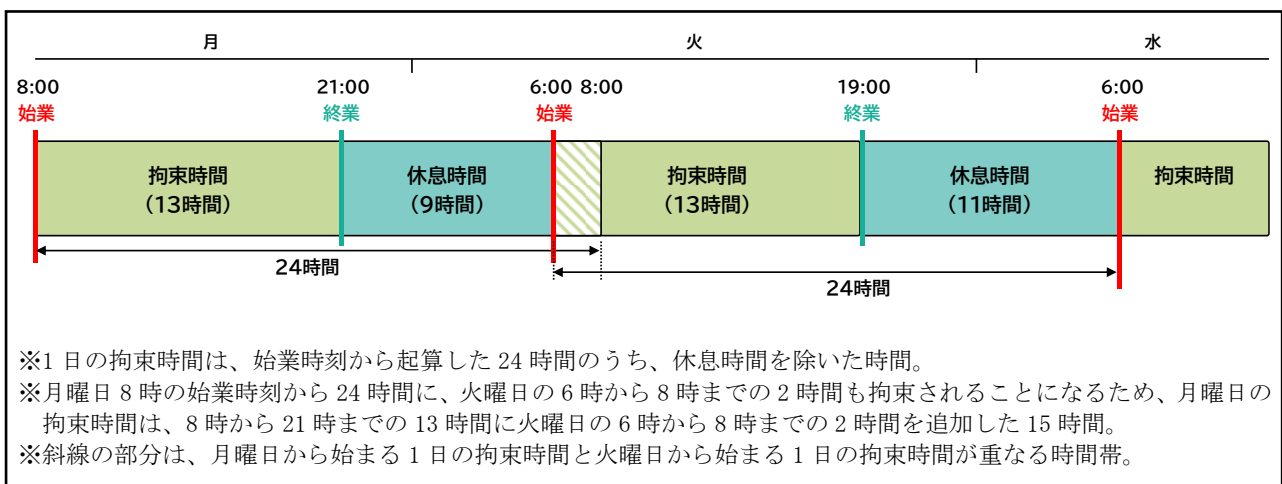 月 火 水
8:00 21:00 6:00 8:00 19:00 6:00
始業 終業 始業 終業 始業
拘束時間 休息時間 拘束時間 休息時間 拘束時間
（13時間） （9時間） （13時間） （11時間）
24時間
24時間
※1 日の拘束時間は、始業時刻から起算した 24 時間のうち、休息時間を除いた時間。
※月曜日 8 時の始業時刻から 24 時間に、火曜日の 6 時から 8 時までの 2 時間も拘束されることになるため、月曜日の
拘束時間は、8 時から 21 時までの 13 時間に火曜日の 6 時から 8 時までの 2 時間を追加した 15 時間。
※斜線の部分は、月曜日から始まる 1 日の拘束時間と火曜日から始まる 1 日の拘束時間が重なる時間帯。